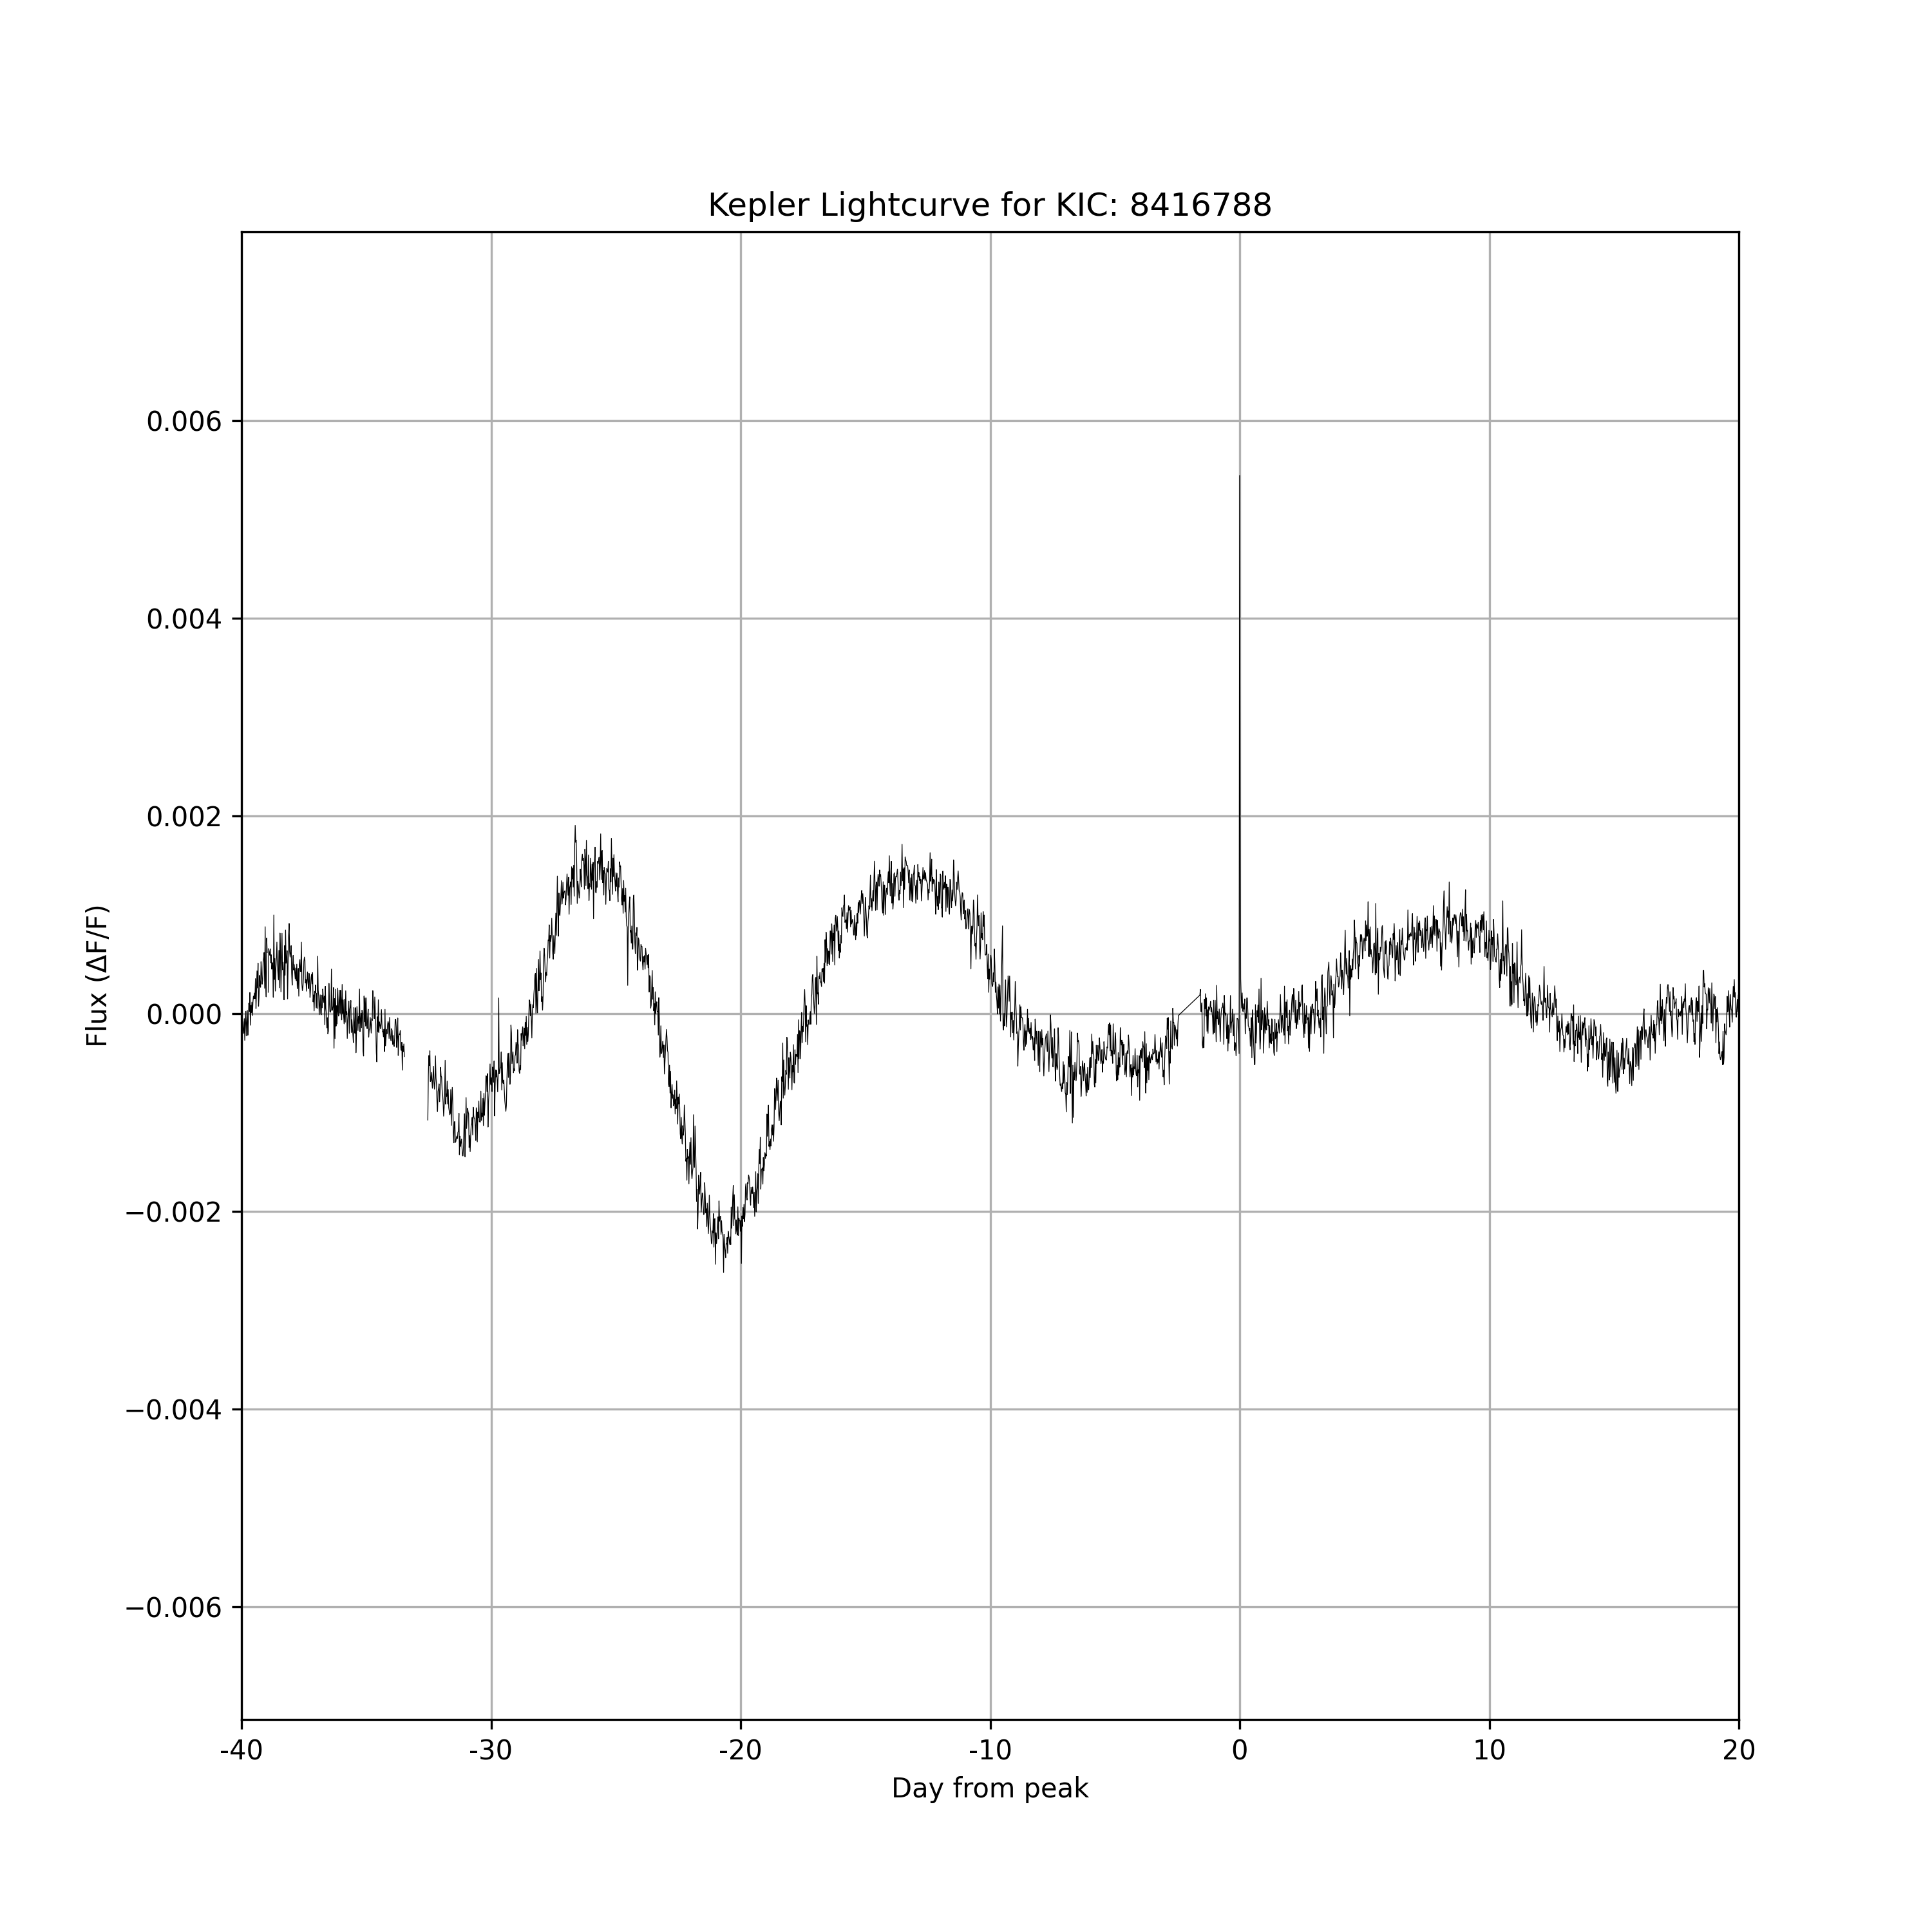 Kepler Lightcurve for KIC: 8416788
Flux (ΔF/F)
0.006
0.004
0.002
0.000
−0.002
−0.004
−0.006
-40 -30 -20 -10 0 10 20
Day from peak